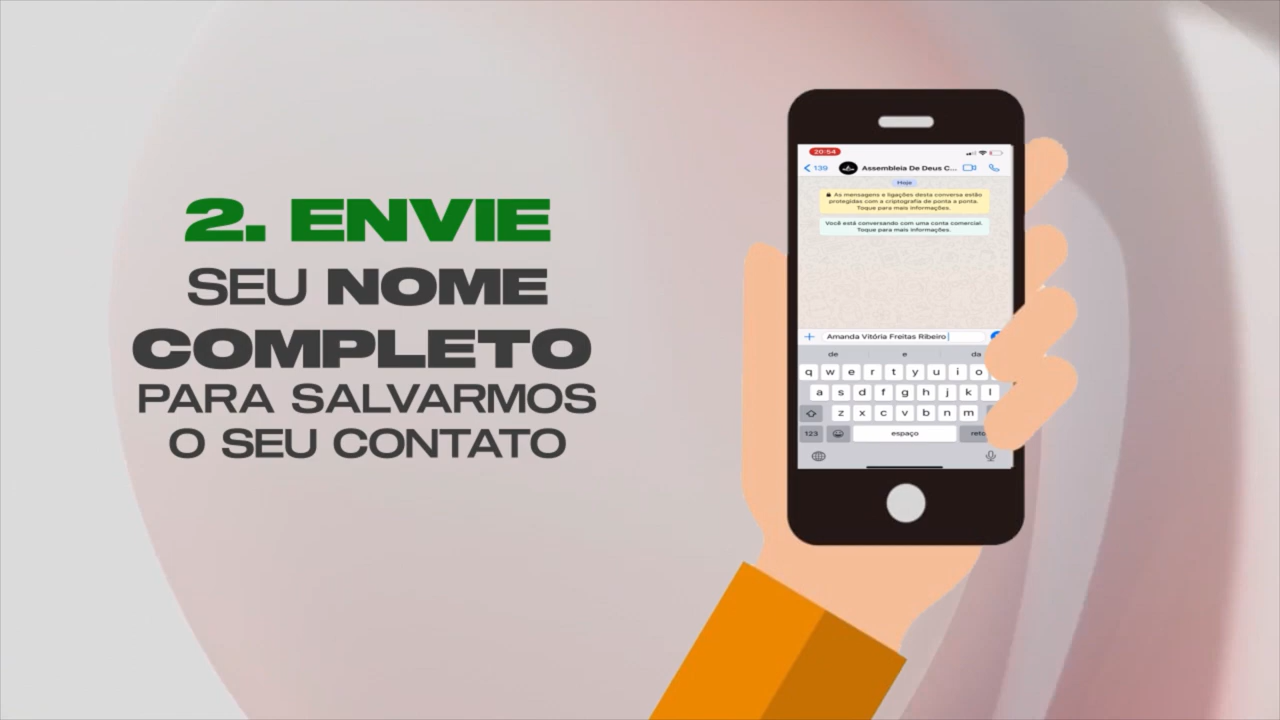 2. ENVIE
SEU NOME
COMPLETO
PARA SALVARMOS
O SEU CONTATO
20:54
139
Assembleia De Deus C...
Hoje
As mensagens e ligações desta conversa estão
protegidas com a criptografia de ponta a ponta.
Toque para mais informações.
Você está conversando com uma conta comercial.
Toque para mais informações.
Amanda Vitória Freitas Ribeiro
de e da
q w e r t y u i o
a s d f g h j k l
z x c v b n m
123 espaço reto